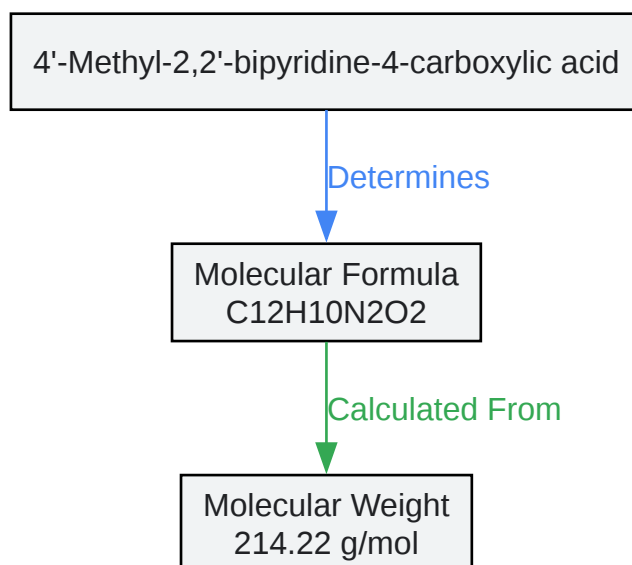 4'-Methyl-2,2'-bipyridine-4-carboxylic acid
Determines
Molecular Formula
C12H10N2O2
Calculated From
Molecular Weight
214.22 g/mol